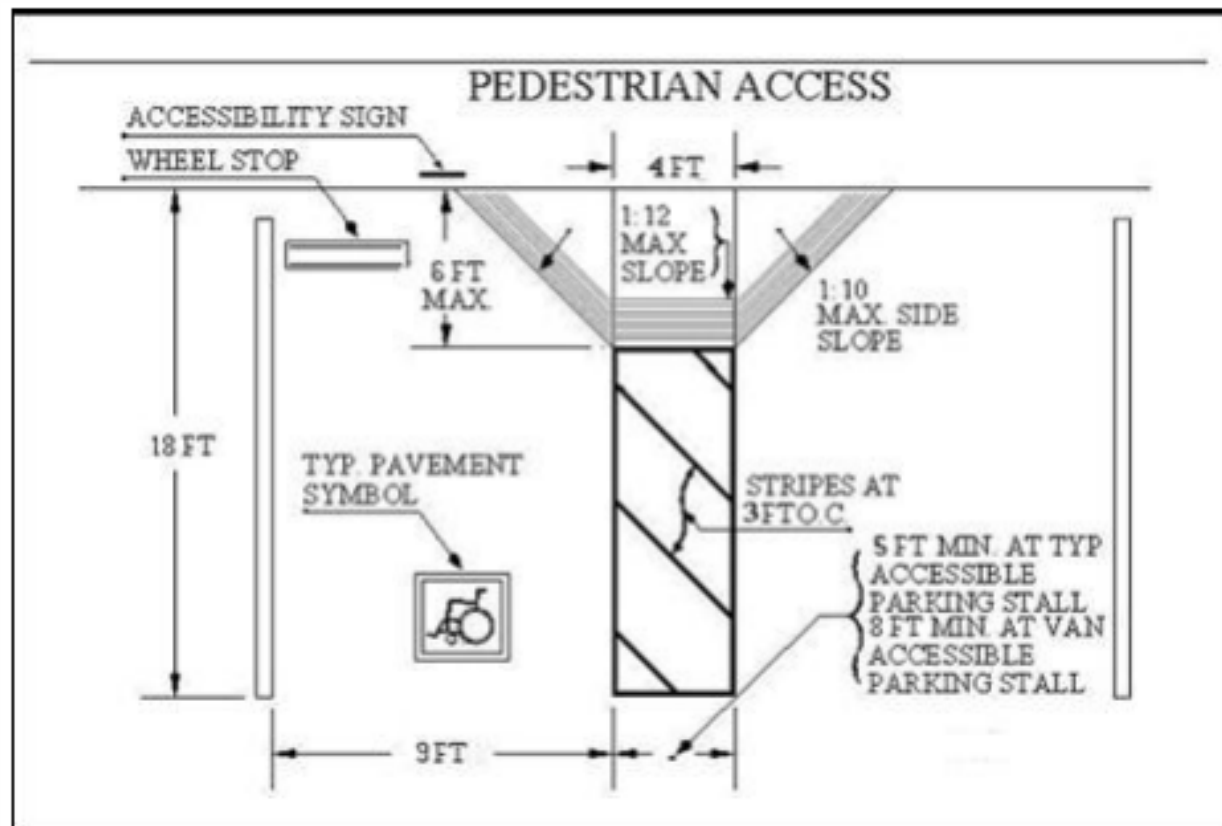 PEDESTRIAN ACCESS
ACCESSIBILITY SIGN
WHEEL STOP
4 FT
1:12
MAX
SLOPE
6 FT
MAX.
1:10
MAX. SIDE
SLOPE
18 FT
TYP. PAVEMENT
SYMBOL
STRIPES AT
3 FT O.C.
5 FT MIN. AT TYP
ACCESSIBLE
PARKING STALL
8 FT MIN. AT VAN
ACCESSIBLE
PARKING STALL
9 FT